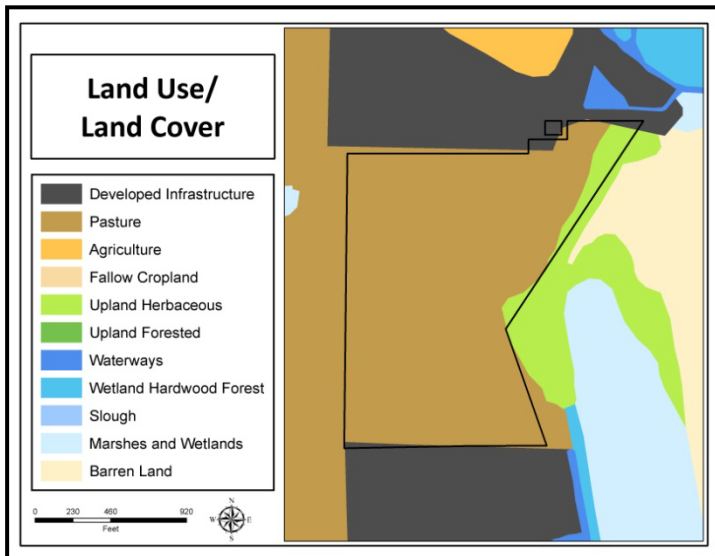 Land Use/
Land Cover
Developed Infrastructure
Pasture
Agriculture
Fallow Cropland
Upland Herbaceous
Upland Forested
Waterways
Wetland Hardwood Forest
Slough
Marshes and Wetlands
Barren Land
0 230 460 920
Feet
N
W E
S